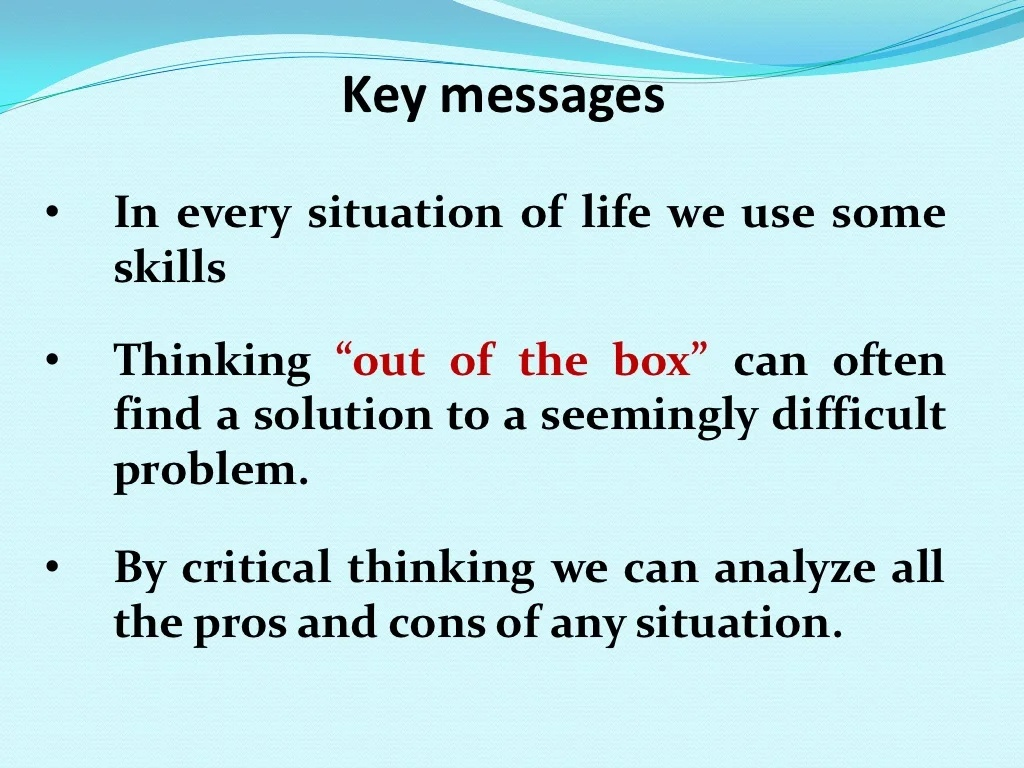 Key messages
• In every situation of life we use some
skills
• Thinking “out of the box” can often
find a solution to a seemingly difficult
problem.
• By critical thinking we can analyze all
the pros and cons of any situation.